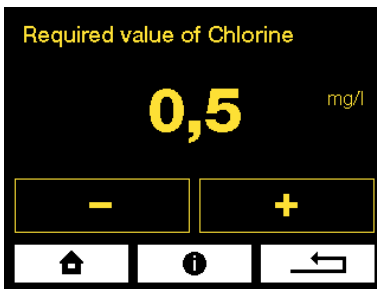 Required value of Chlorine
0,5 mg/l
- +